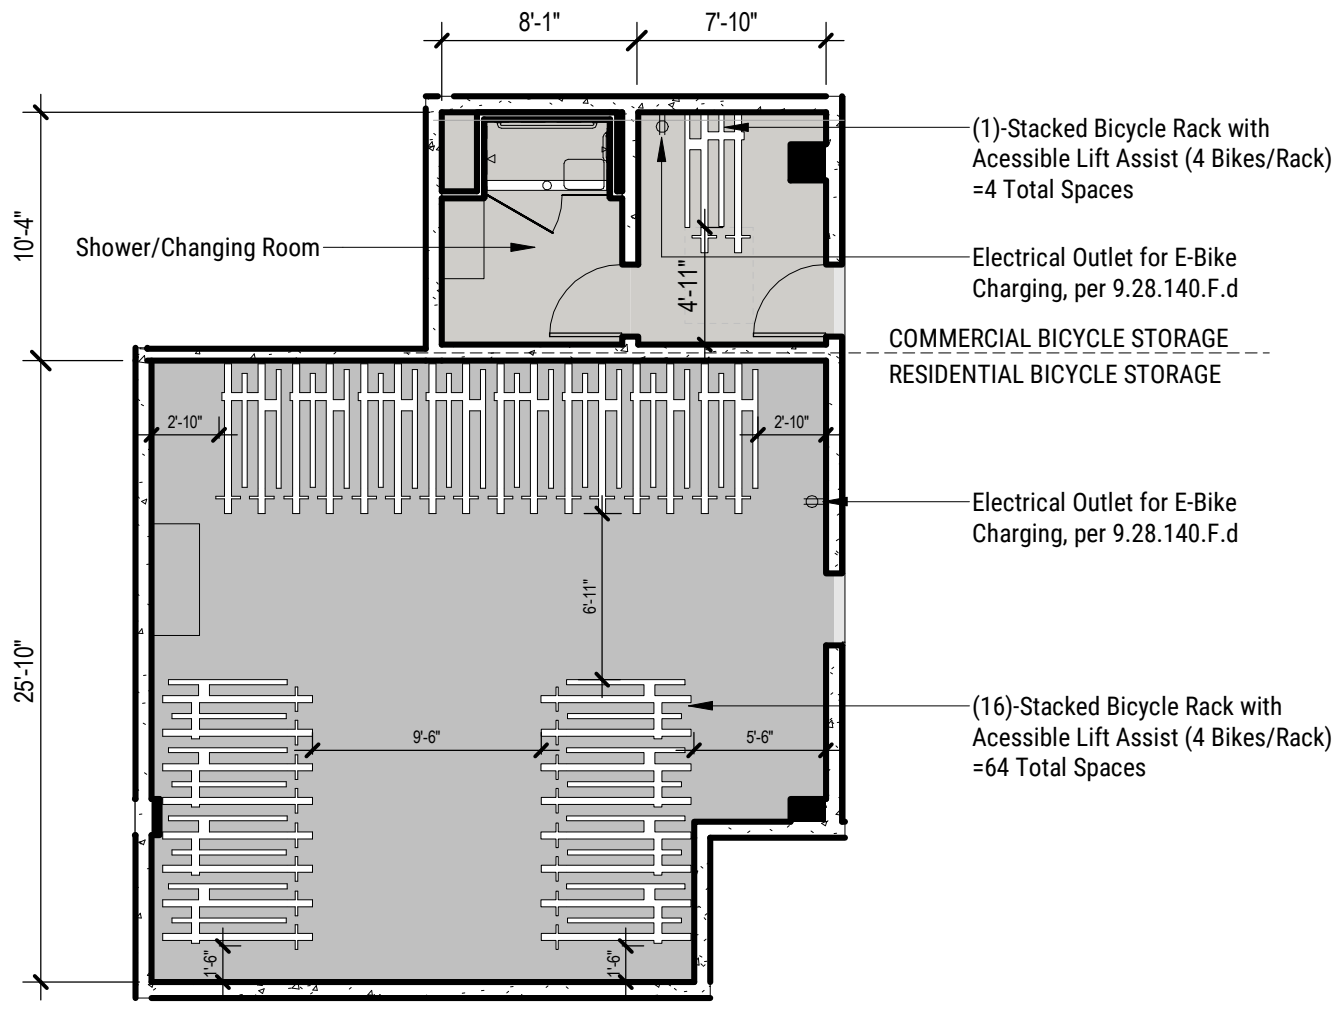 8'-1"
7'-10"
10'-4"
(1)-Stacked Bicycle Rack with
Acessible Lift Assist (4 Bikes/Rack)
=4 Total Spaces
Shower/Changing Room
Electrical Outlet for E-Bike
Charging, per 9.28.140.F.d
4'-11"
COMMERCIAL BICYCLE STORAGE
RESIDENTIAL BICYCLE STORAGE
2'-10"
2'-10"
Electrical Outlet for E-Bike
Charging, per 9.28.140.F.d
6'-11"
25'-10"
(16)-Stacked Bicycle Rack with
Acessible Lift Assist (4 Bikes/Rack)
=64 Total Spaces
9'-6"
5'-6"
1'-6"
1'-6"